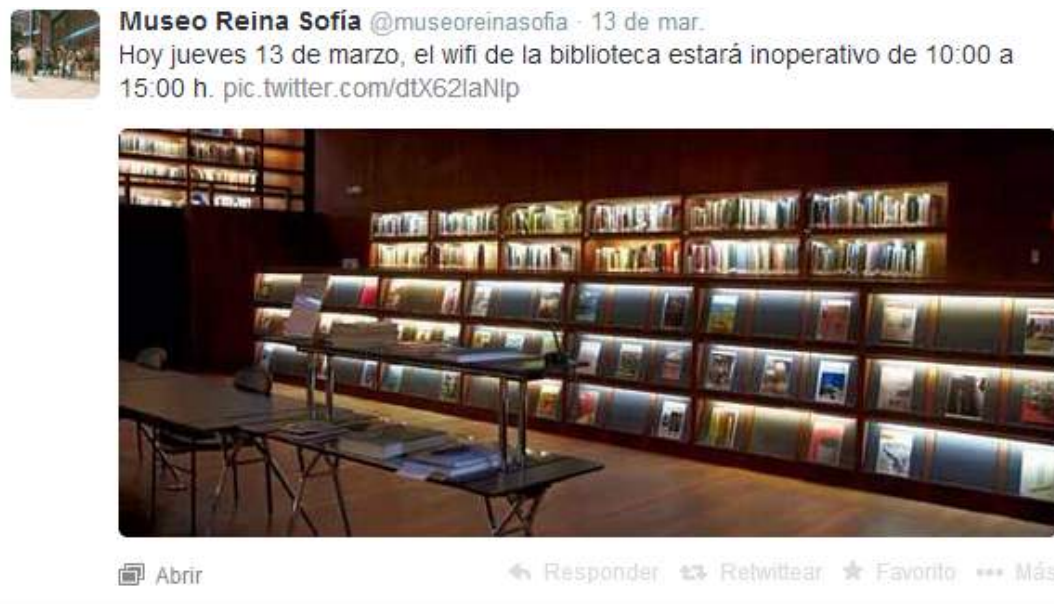 Museo Reina Sofía @museoreinasofia · 13 de mar.
Hoy jueves 13 de marzo, el wifi de la biblioteca estará inoperativo de 10:00 a
15:00 h. pic.twitter.com/dtX62laNlp
Abrir Responder Retwittear Favorito Más